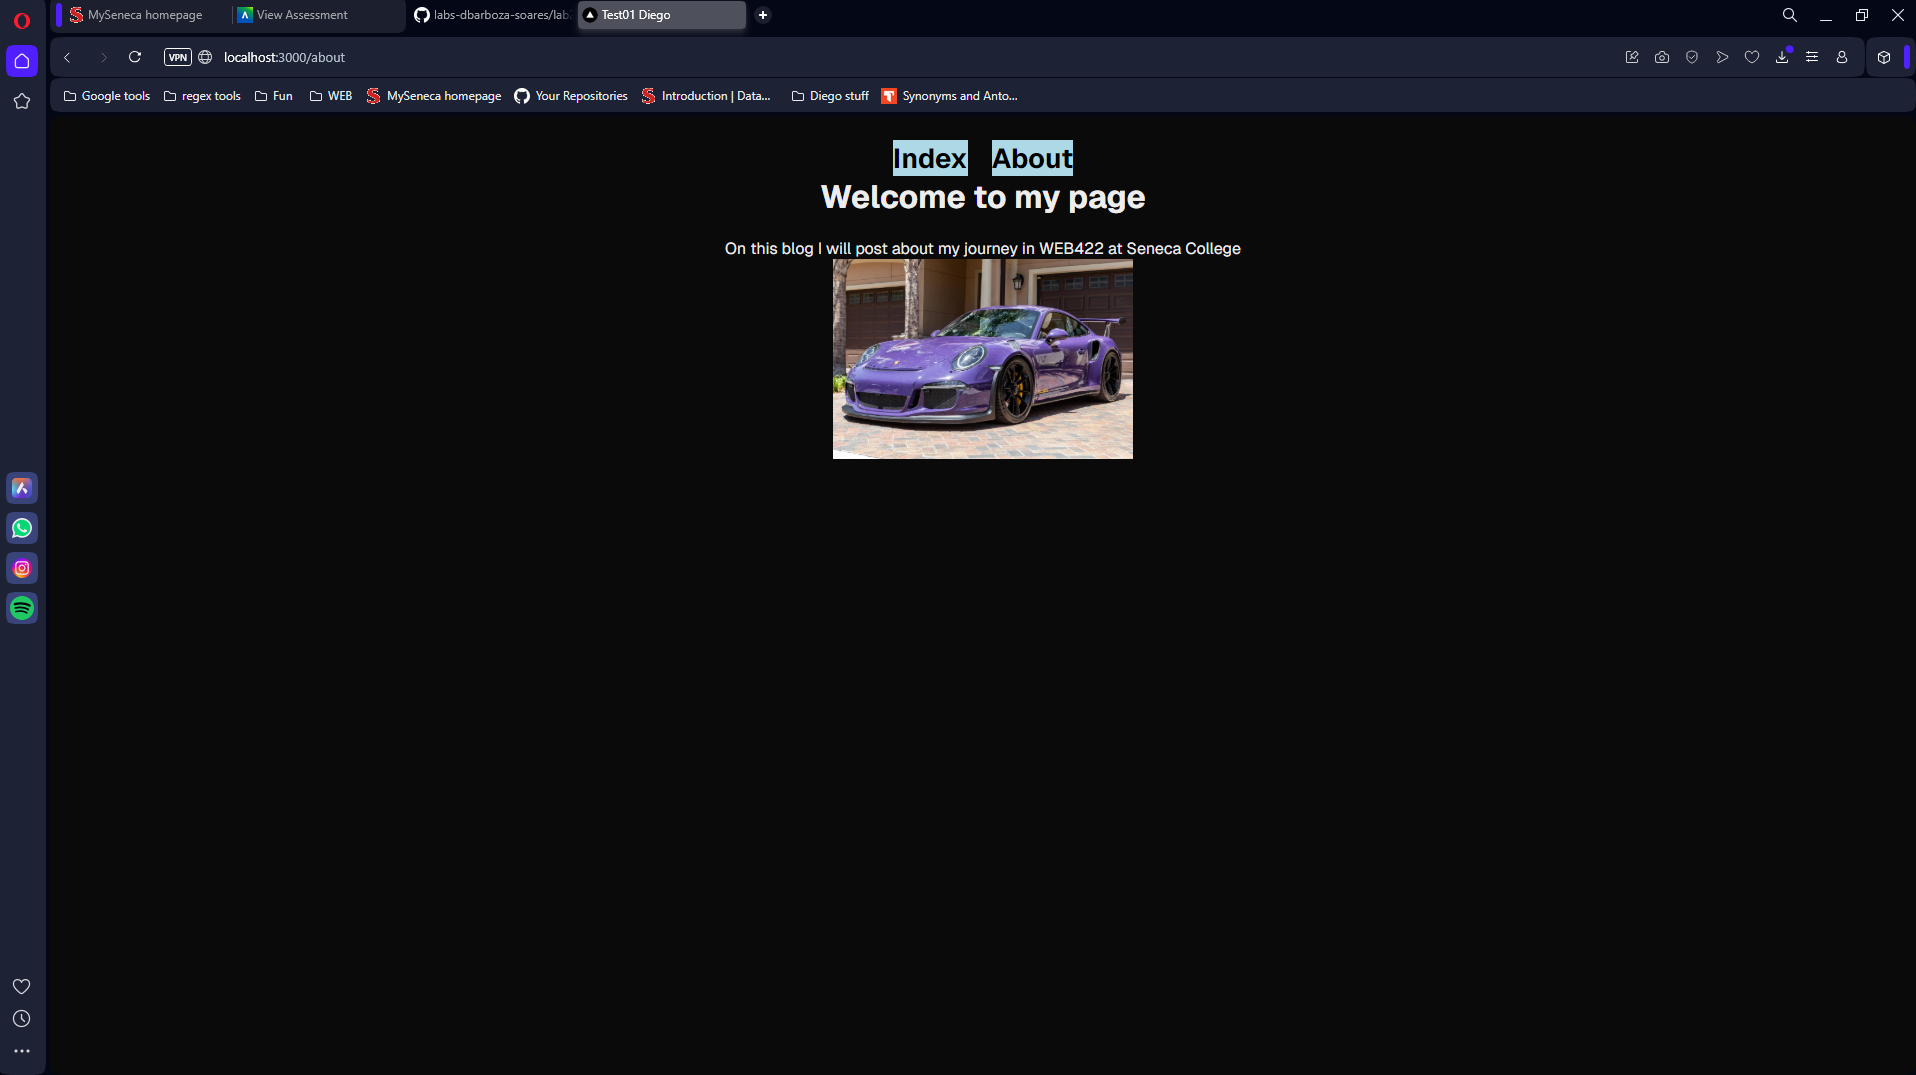 MySeneca homepage
View Assessment
labs-dbarboza-soares/lab
Test01 Diego
VPN
localhost:3000/about
Google tools
regex tools
Fun
WEB
MySeneca homepage
Your Repositories
Introduction | Data...
Diego stuff
Synonyms and Anto...
Index About
Welcome to my page
On this blog I will post about my journey in WEB422 at Seneca College